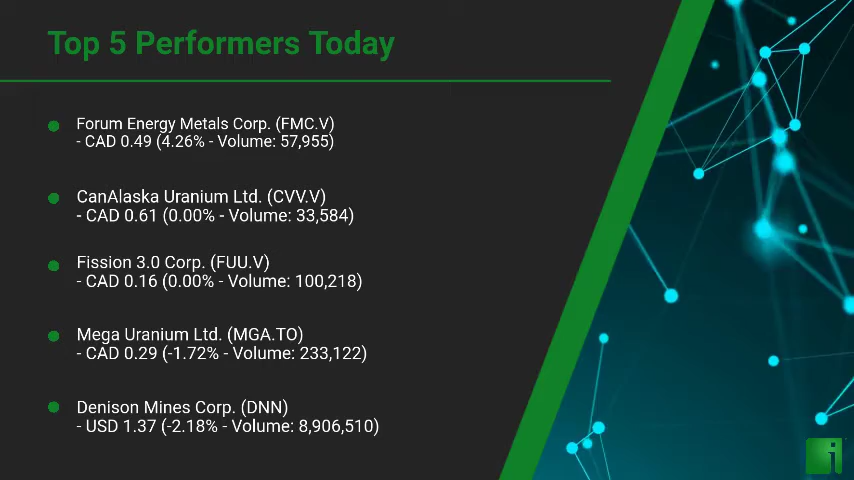 Top 5 Performers Today
Forum Energy Metals Corp. (FMC.V)
- CAD 0.49 (4.26% - Volume: 57,955)
CanAlaska Uranium Ltd. (CVV.V)
- CAD 0.61 (0.00% - Volume: 33,584)
Fission 3.0 Corp. (FUU.V)
- CAD 0.16 (0.00% - Volume: 100,218)
Mega Uranium Ltd. (MGA.TO)
- CAD 0.29 (-1.72% - Volume: 233,122)
Denison Mines Corp. (DNN)
- USD 1.37 (-2.18% - Volume: 8,906,510)
i